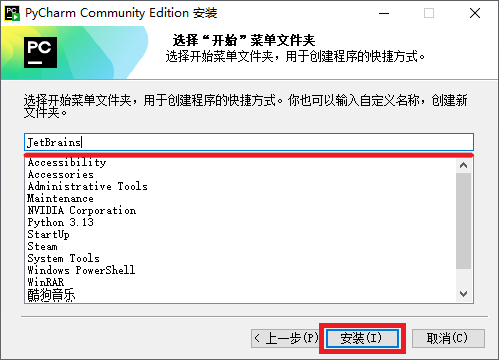 PyCharm Community Edition 安装
PC
选择“开始”菜单文件夹
选择“开始”菜单文件夹，用于创建程序的快捷方式。
选择开始菜单文件夹，用于创建程序的快捷方式。你也可以输入自定义名称，创建新
文件夹。
JetBrains
Accessibility
Accessories
Administrative Tools
Maintenance
NVIDIA Corporation
Python 3.13
StartUp
Steam
System Tools
Windows PowerShell
WinRAR
酷狗音乐
< 上一步(P)
安装(I)
取消(C)